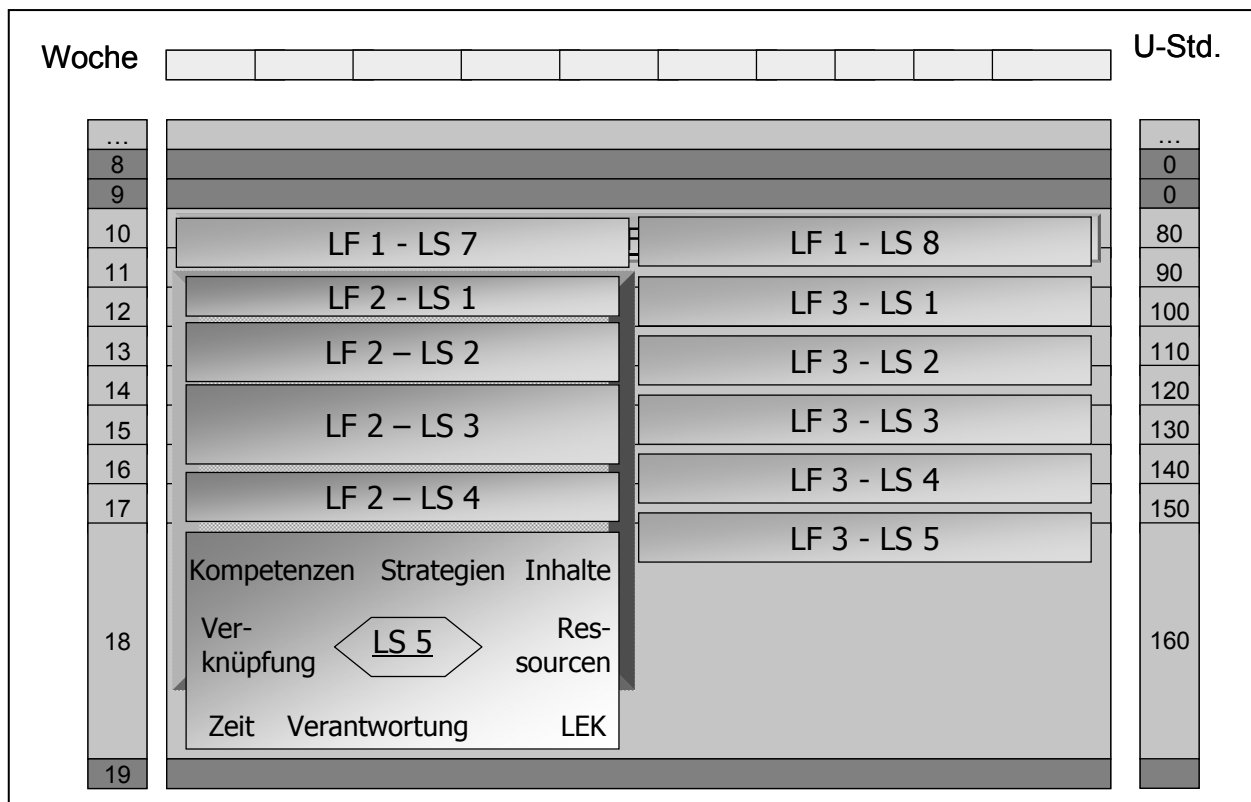 Woche
U-Std.
... ...
8 0
9 0
10 LF 1 - LS 7 LF 1 - LS 8 80
11 90
LF 2 - LS 1 LF 3 - LS 1
12 100
13 LF 2 – LS 2 LF 3 - LS 2 110
14 120
15 LF 2 – LS 3 LF 3 - LS 3 130
16 LF 3 - LS 4 140
17 LF 2 – LS 4 150
LF 3 - LS 5
Kompetenzen Strategien Inhalte
Ver- Res-
18 LS 5 160
knüpfung sourcen
Zeit Verantwortung LEK
19